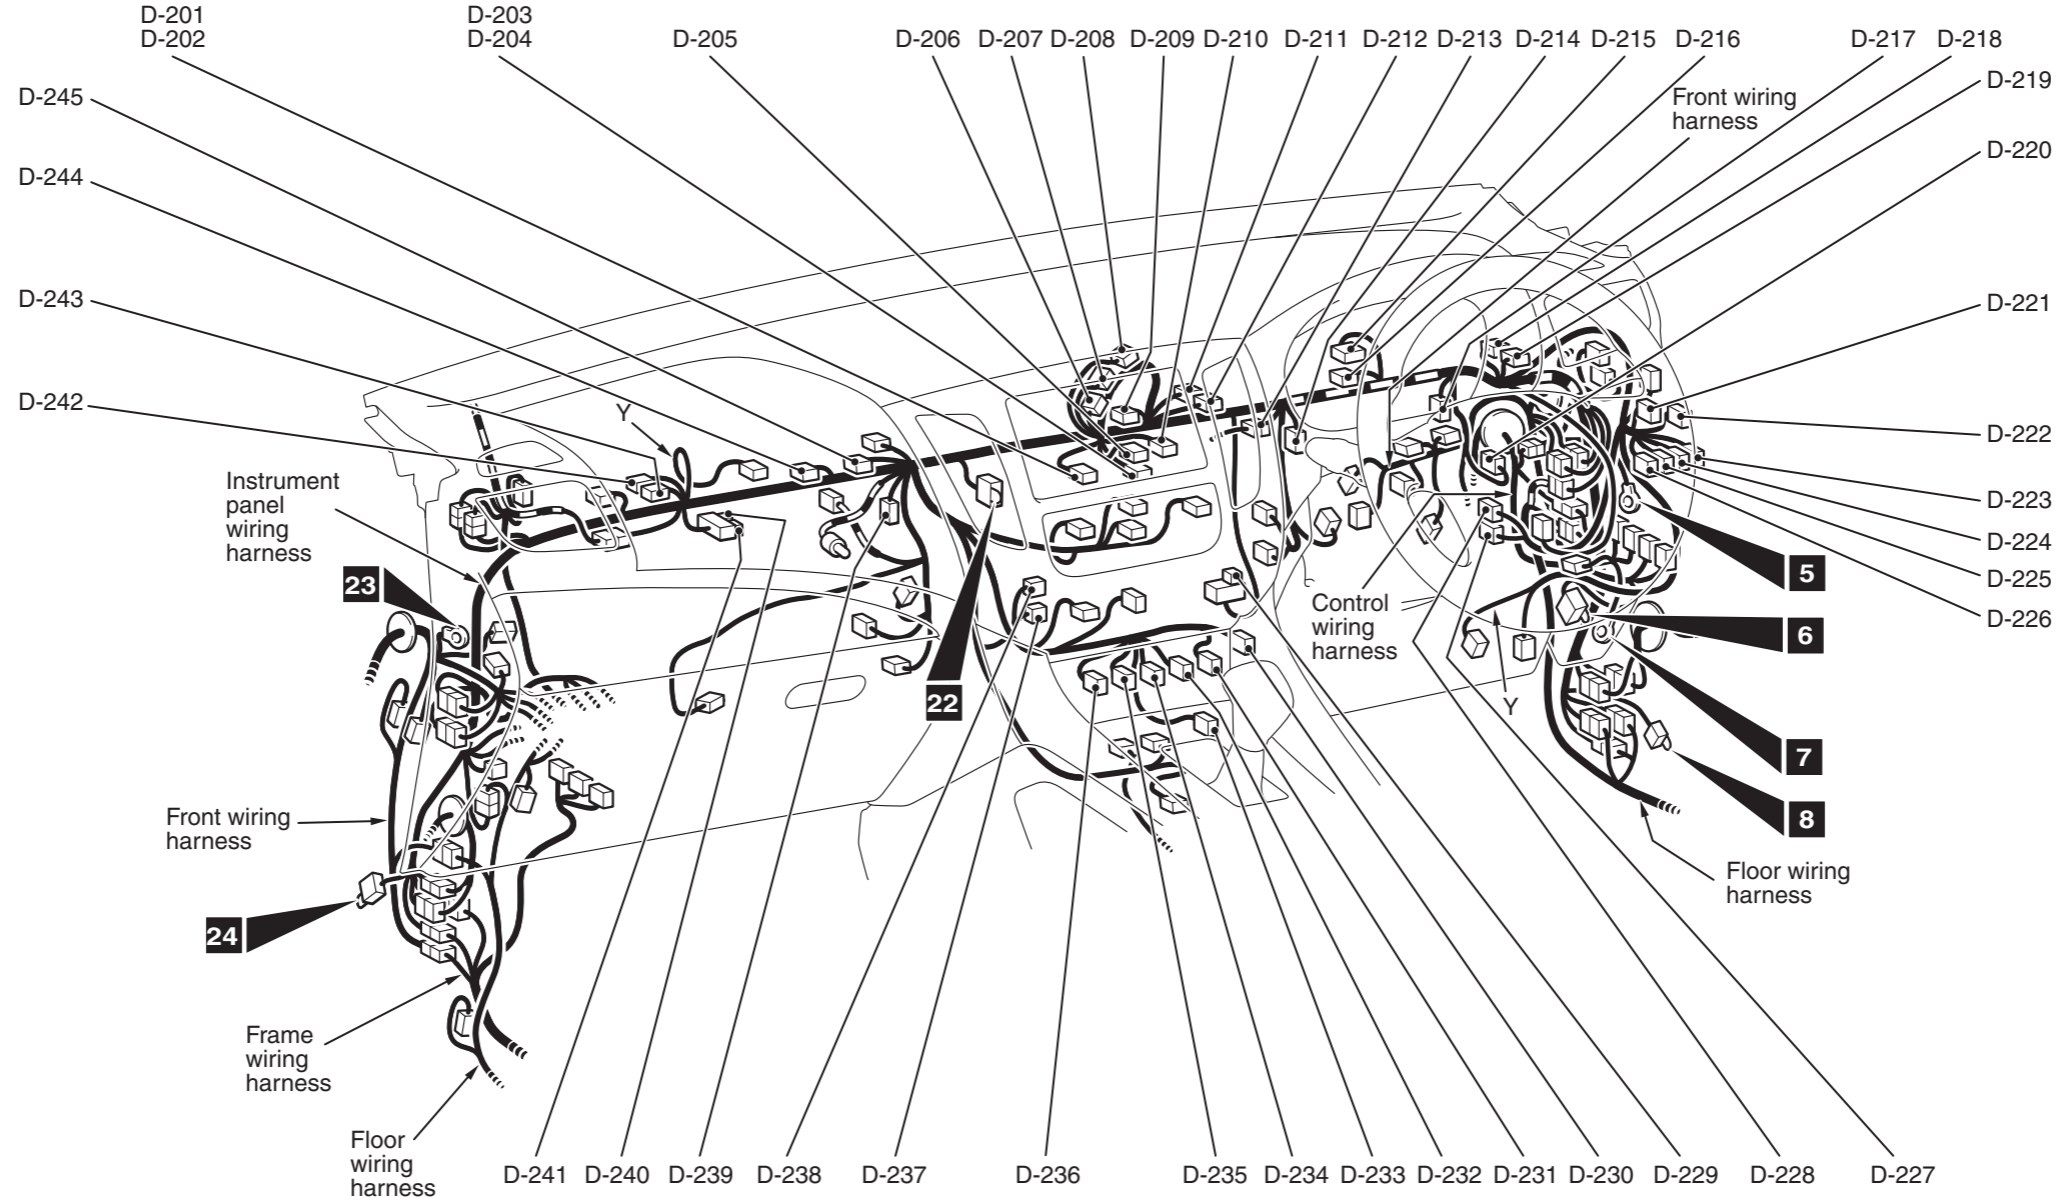 D-201
D-202
D-203
D-204
D-205
D-206
D-207
D-208
D-209
D-210
D-211
D-212
D-213
D-214
D-215
D-216
D-217
D-218
D-219
Front wiring
harness
D-220
D-245
D-244
D-243
D-242
Y
Instrument
panel
wiring
harness
23
22
D-221
D-222
D-223
D-224
D-225
D-226
5
6
7
8
Control
wiring
harness
Y
Front wiring
harness
24
Frame
wiring
harness
Floor
wiring
harness
Floor wiring
harness
D-241
D-240
D-239
D-238
D-237
D-236
D-235
D-234
D-233
D-232
D-231
D-230
D-229
D-228
D-227